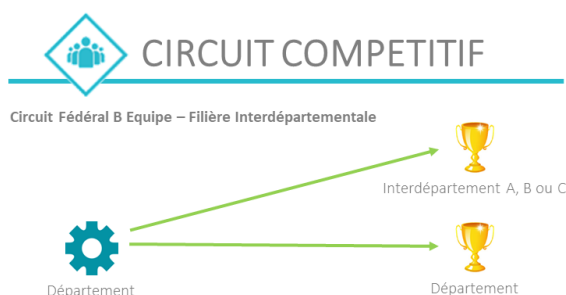 CIRCUIT COMPETITIF
Circuit Fédéral B Equipe – Filière Interdépartementale
Interdépartement A, B ou C
Département
Département